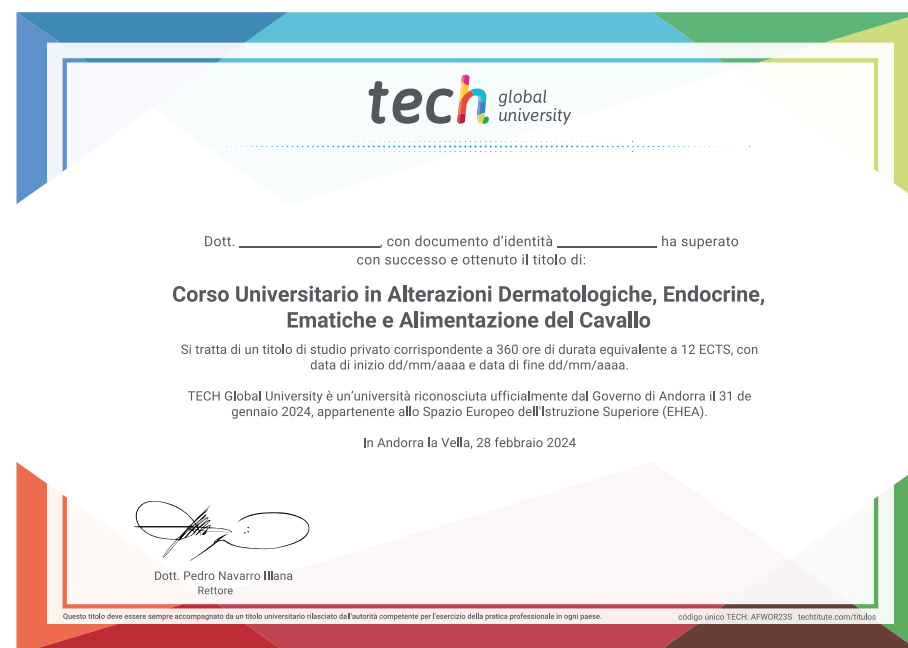 tech global university
Dott. , con documento d'identità ha superato
con successo e ottenuto il titolo di:
Corso Universitario in Alterazioni Dermatologiche, Endocrine,
Ematiche e Alimentazione del Cavallo
Si tratta di un titolo di studio privato corrispondente a 360 ore di durata equivalente a 12 ECTS, con
data di inizio dd/mm/aaaa e data di fine dd/mm/aaaa.
TECH Global University è un'università riconosciuta ufficialmente dal Governo di Andorra il 31 de
gennaio 2024, appartenente allo Spazio Europeo dell'Istruzione Superiore (EHEA).
In Andorra la Vella, 28 febbraio 2024
Dott. Pedro Navarro Illana
Rettore
Questo titolo deve essere sempre accompagnato da un titolo universitario rilasciato dall'autorità competente per l'esercizio della pratica professionale in ogni paese.
código único TECH: AFWOR23S techtitute.com/titulos